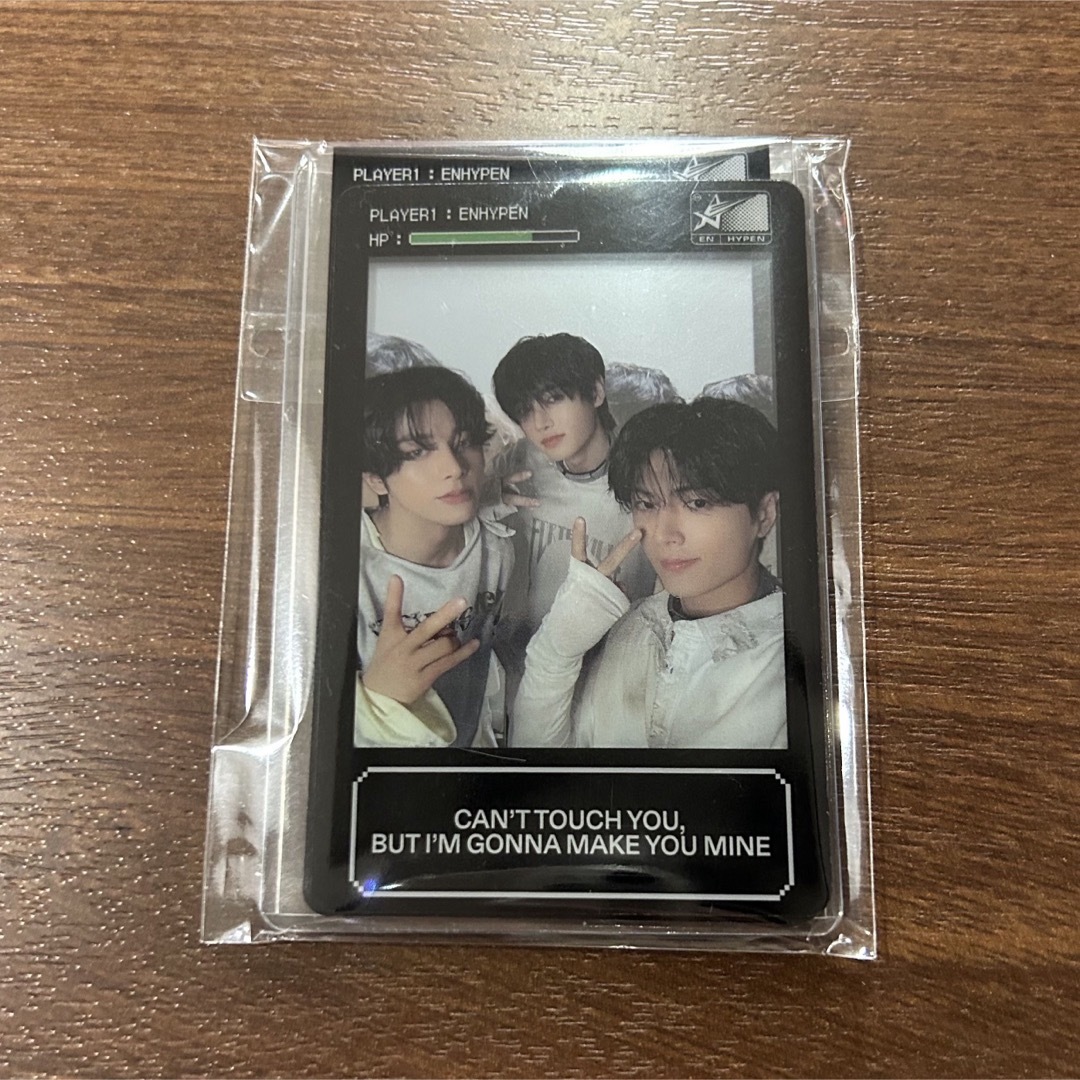 PLAYER1 : ENHYPEN
PLAYER1 : ENHYPEN
HP :
EN HYPEN
CAN'T TOUCH YOU,
BUT I'M GONNA MAKE YOU MINE